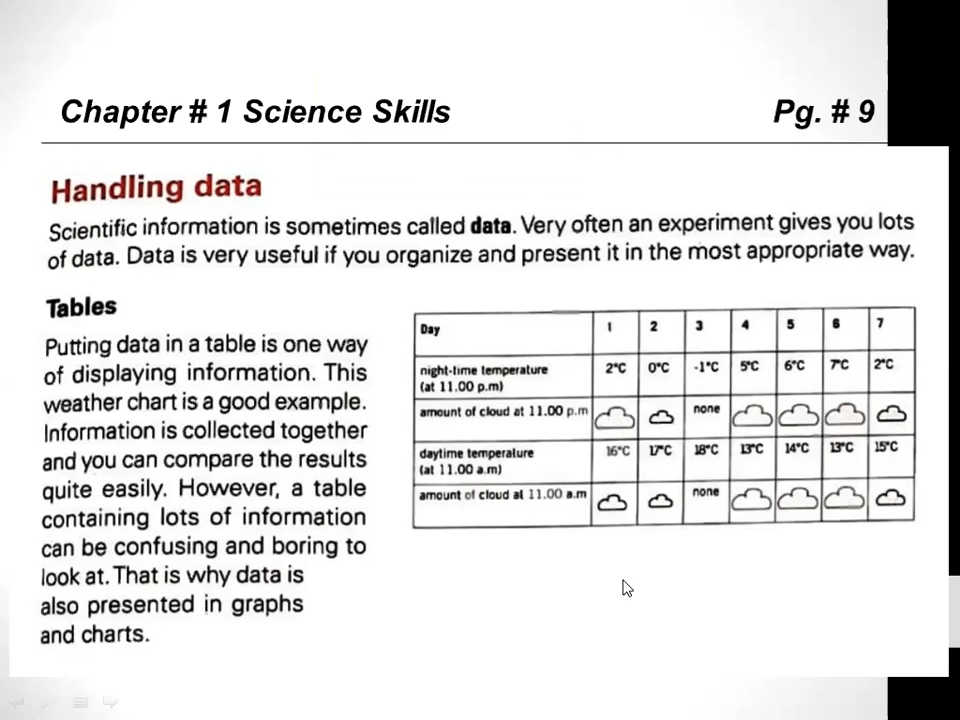 Chapter # 1 Science Skills Pg. # 9
Handling data
Scientific information is sometimes called data. Very often an experiment gives you lots
of data. Data is very useful if you organize and present it in the most appropriate way.
Tables
Putting data in a table is one way
of displaying information. This
weather chart is a good example.
Information is collected together
and you can compare the results
quite easily. However, a table
containing lots of information
can be confusing and boring to
look at. That is why data is
also presented in graphs
and charts.
Day 1 2 3 4 5 6 7
night-time temperature 2°C 0°C -1°C 5°C 6°C 7°C 2°C
(at 11.00 p.m)
amount of cloud at 11.00 p.m none
daytime temperature 16°C 17°C 18°C 13°C 14°C 13°C 15°C
(at 11.00 a.m)
amount of cloud at 11.00 a.m none